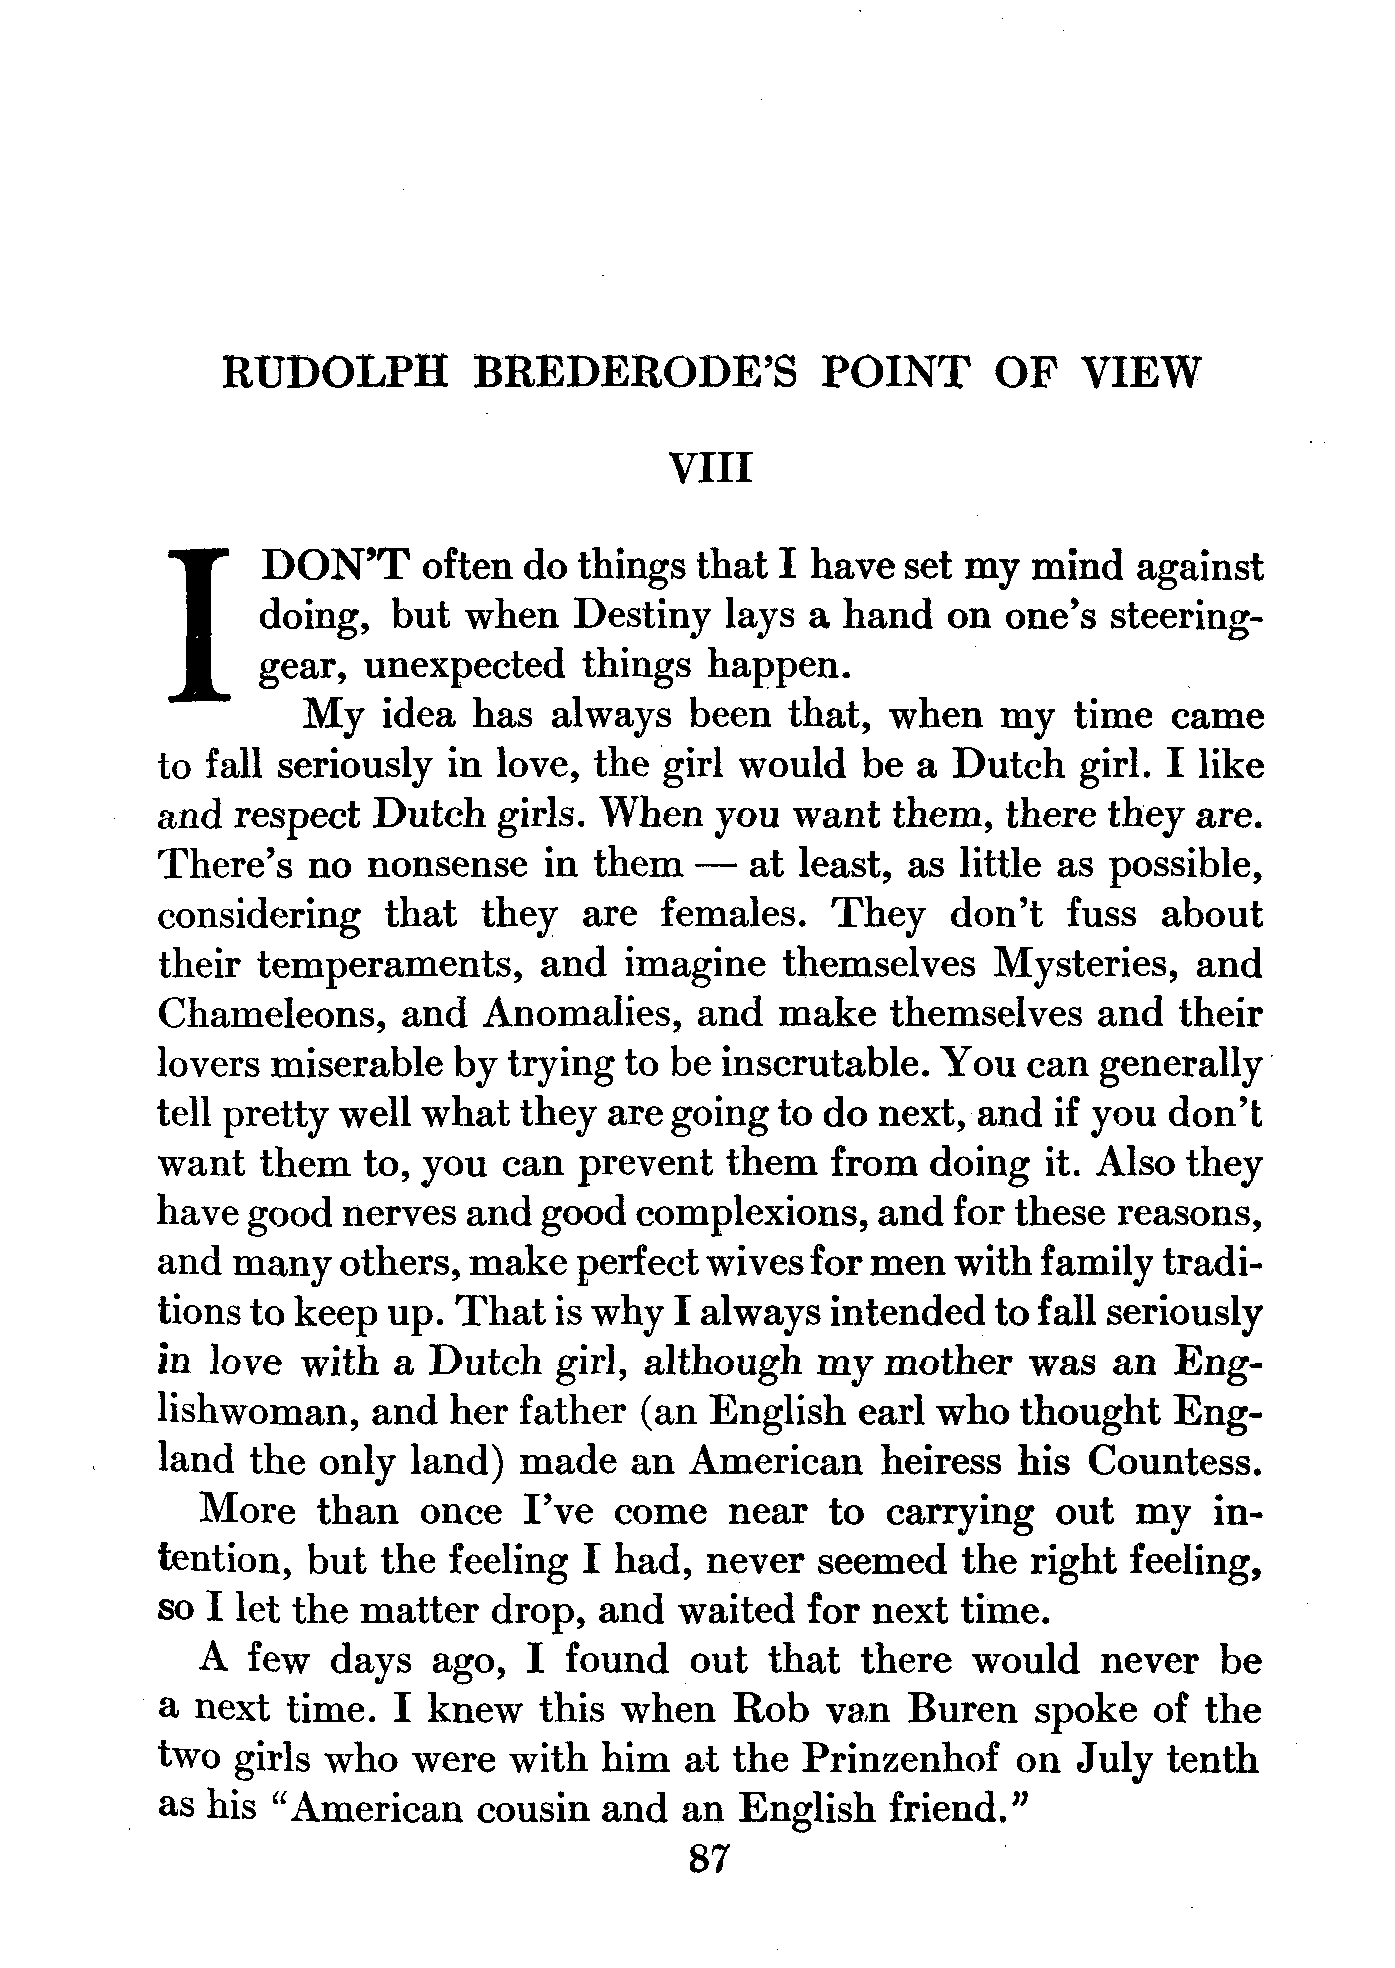 RUDOLPH BREDERODE'S POINT OF VIEW
VIII
I DON'T often do things that I have set my mind against
doing, but when Destiny lays a hand on one's steering-
gear, unexpected things happen.
My idea has always been that, when my time came
to fall seriously in love, the girl would be a Dutch girl. I like
and respect Dutch girls. When you want them, there they are.
There's no nonsense in them — at least, as little as possible,
considering that they are females. They don't fuss about
their temperaments, and imagine themselves Mysteries, and
Chameleons, and Anomalies, and make themselves and their
lovers miserable by trying to be inscrutable. You can generally
tell pretty well what they are going to do next, and if you don't
want them to, you can prevent them from doing it. Also they
have good nerves and good complexions, and for these reasons,
and many others, make perfect wives for men with family tradi-
tions to keep up. That is why I always intended to fall seriously
in love with a Dutch girl, although my mother was an Eng-
lishwoman, and her father (an English earl who thought Eng-
land the only land) made an American heiress his Countess.
More than once I've come near to carrying out my in-
tention, but the feeling I had, never seemed the right feeling,
so I let the matter drop, and waited for next time.
A few days ago, I found out that there would never be
a next time. I knew this when Rob van Buren spoke of the
two girls who were with him at the Prinzenhof on July tenth
as his "American cousin and an English friend."
87